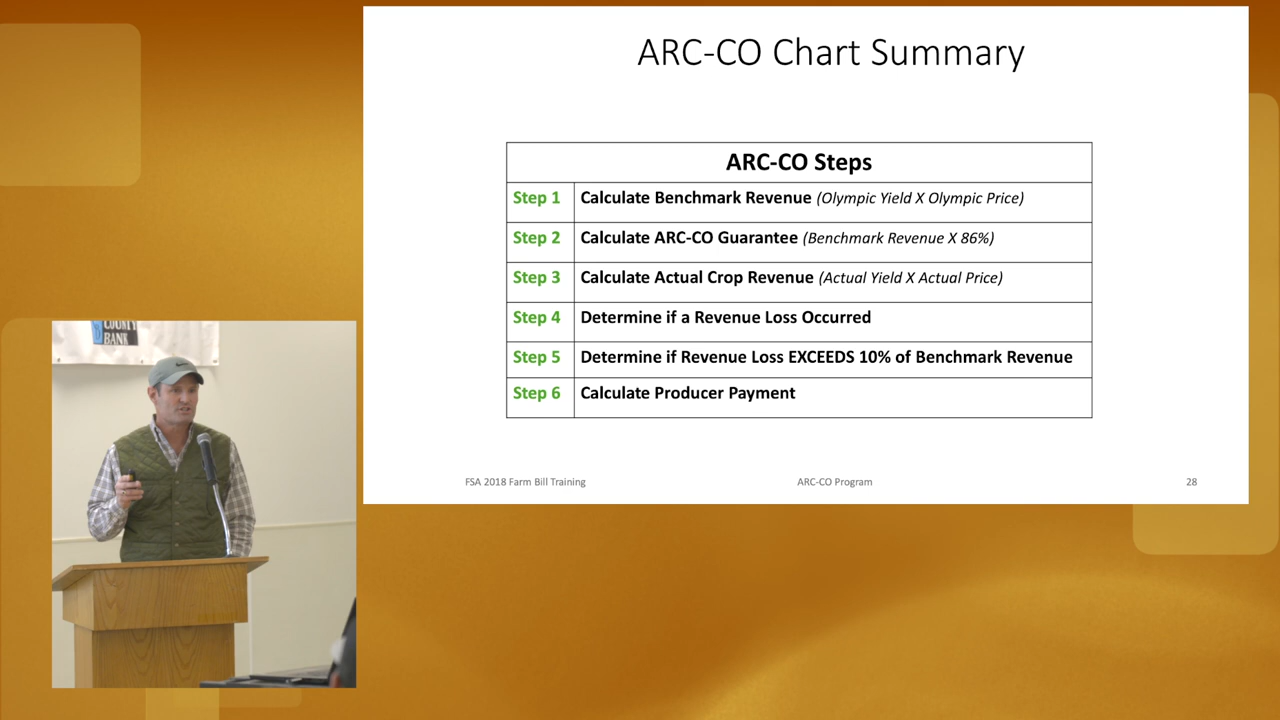 ARC-CO Chart Summary
ARC-CO Steps
Step 1 Calculate Benchmark Revenue (Olympic Yield X Olympic Price)
Step 2 Calculate ARC-CO Guarantee (Benchmark Revenue X 86%)
Step 3 Calculate Actual Crop Revenue (Actual Yield X Actual Price)
Step 4 Determine if a Revenue Loss Occurred
Step 5 Determine if Revenue Loss EXCEEDS 10% of Benchmark Revenue
Step 6 Calculate Producer Payment
FSA 2018 Farm Bill Training ARC-CO Program 28
COUNTY
BANK